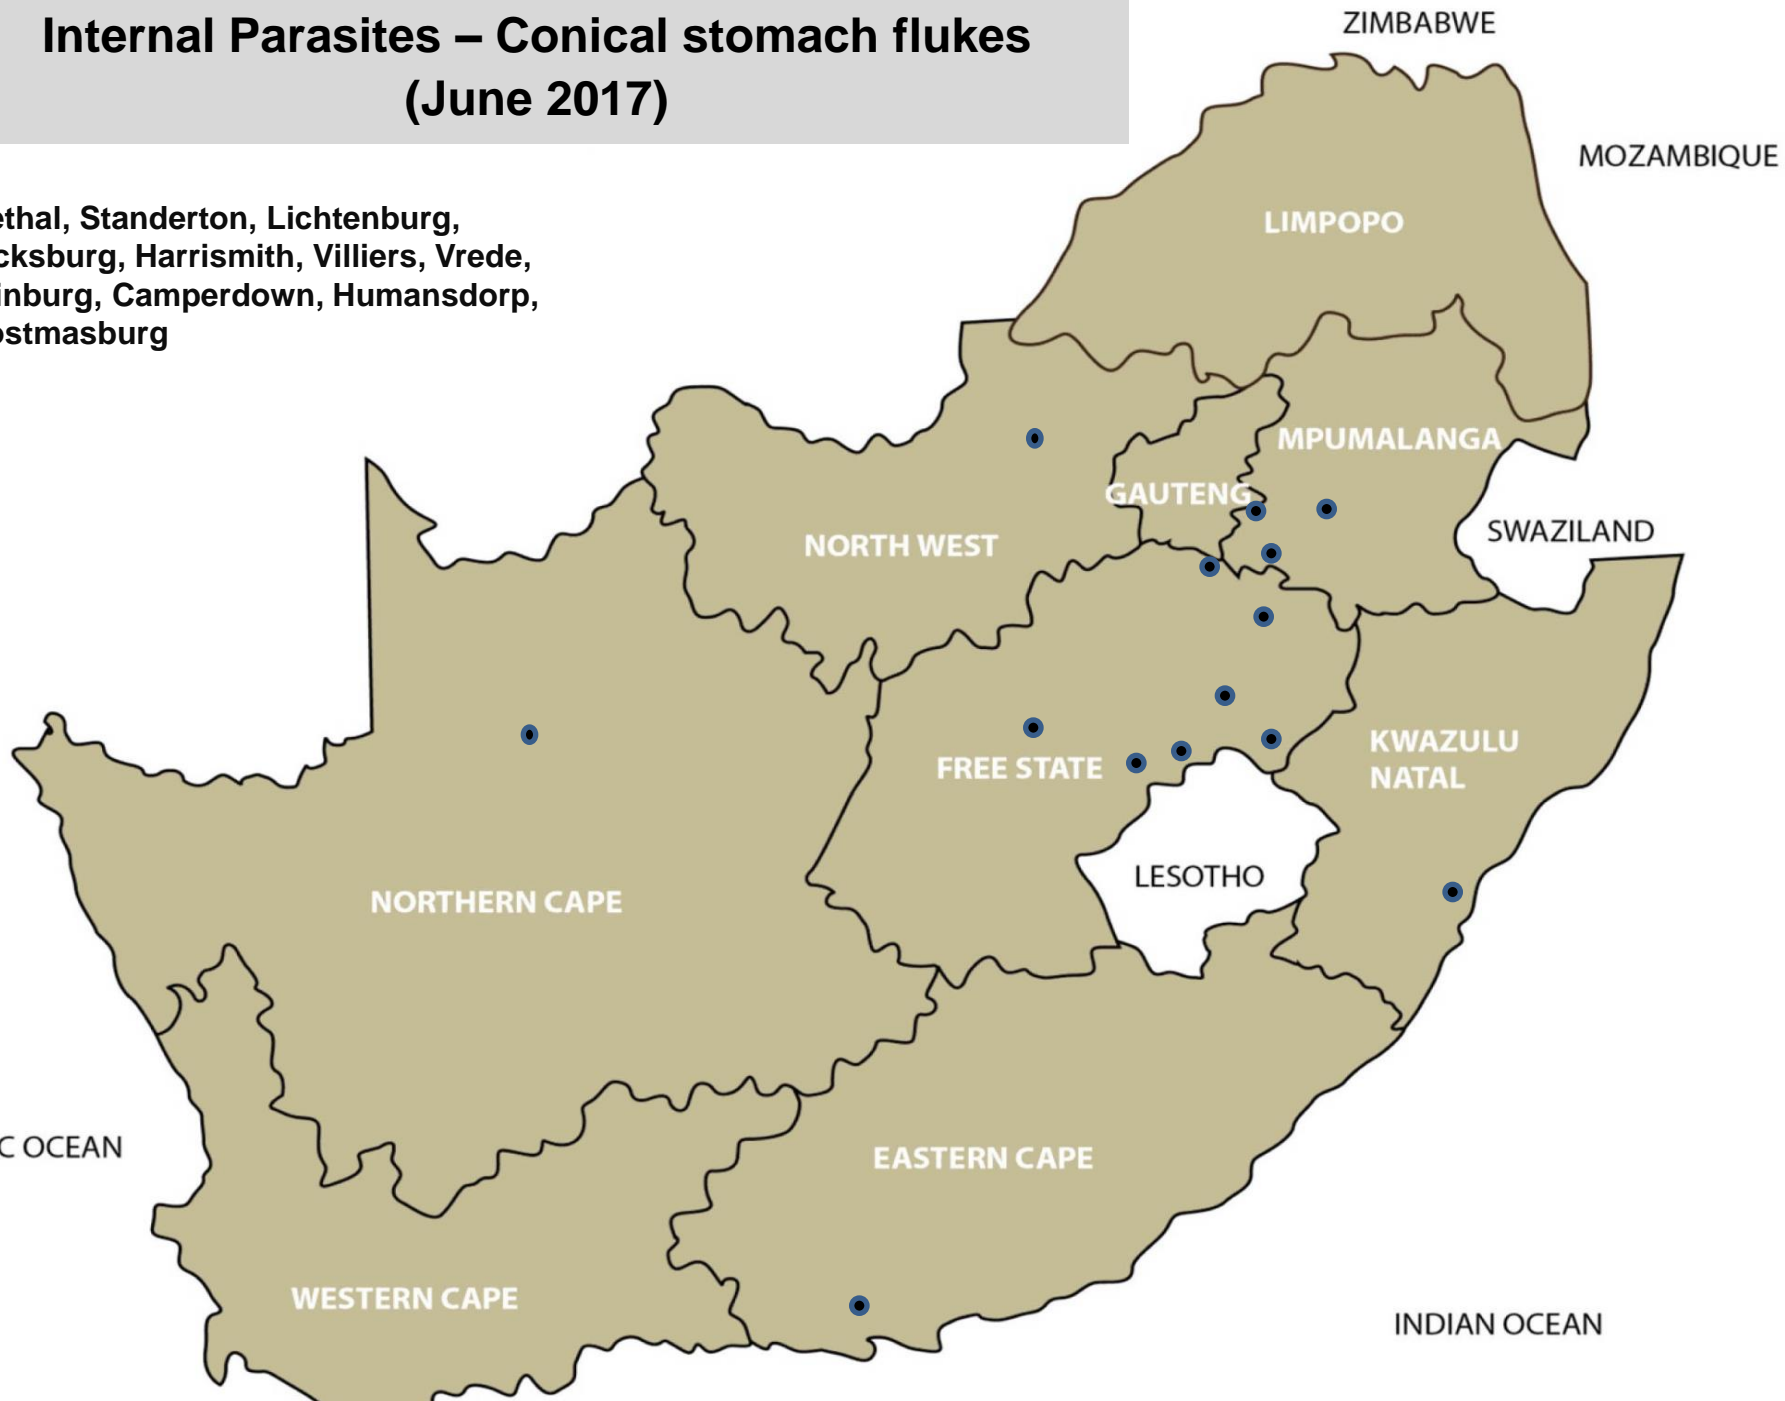 Internal Parasites – Conical stomach flukes
(June 2017)
ethal, Standerton, Lichtenburg,
cksburg, Harrismith, Villiers, Vrede,
inburg, Camperdown, Humansdorp,
ostmasburg
ZIMBABWE
MOZAMBIQUE
LIMPOPO
MPUMALANGA
GAUTENG
SWAZILAND
NORTH WEST
KWAZULU
NATAL
FREE STATE
LESOTHO
NORTHERN CAPE
C OCEAN
EASTERN CAPE
WESTERN CAPE
INDIAN OCEAN